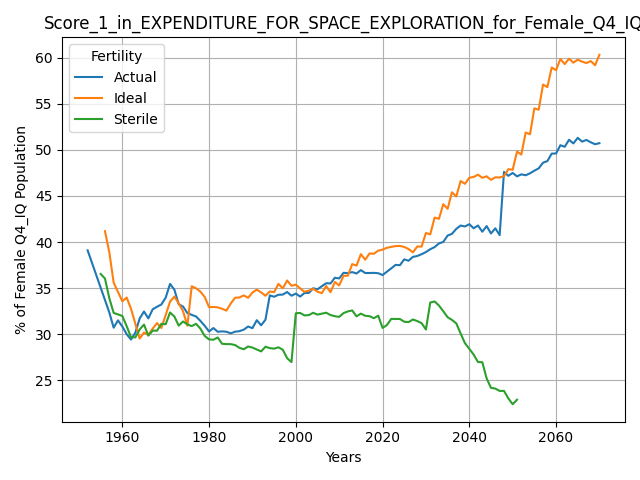 Score_1_in_EXPENDITURE_FOR_SPACE_EXPLORATION_for_Female_Q4_IQ
Fertility
Actual
Ideal
Sterile
% of Female Q4_IQ Population
60
55
50
45
40
35
30
25
1960 1980 2000 2020 2040 2060
Years